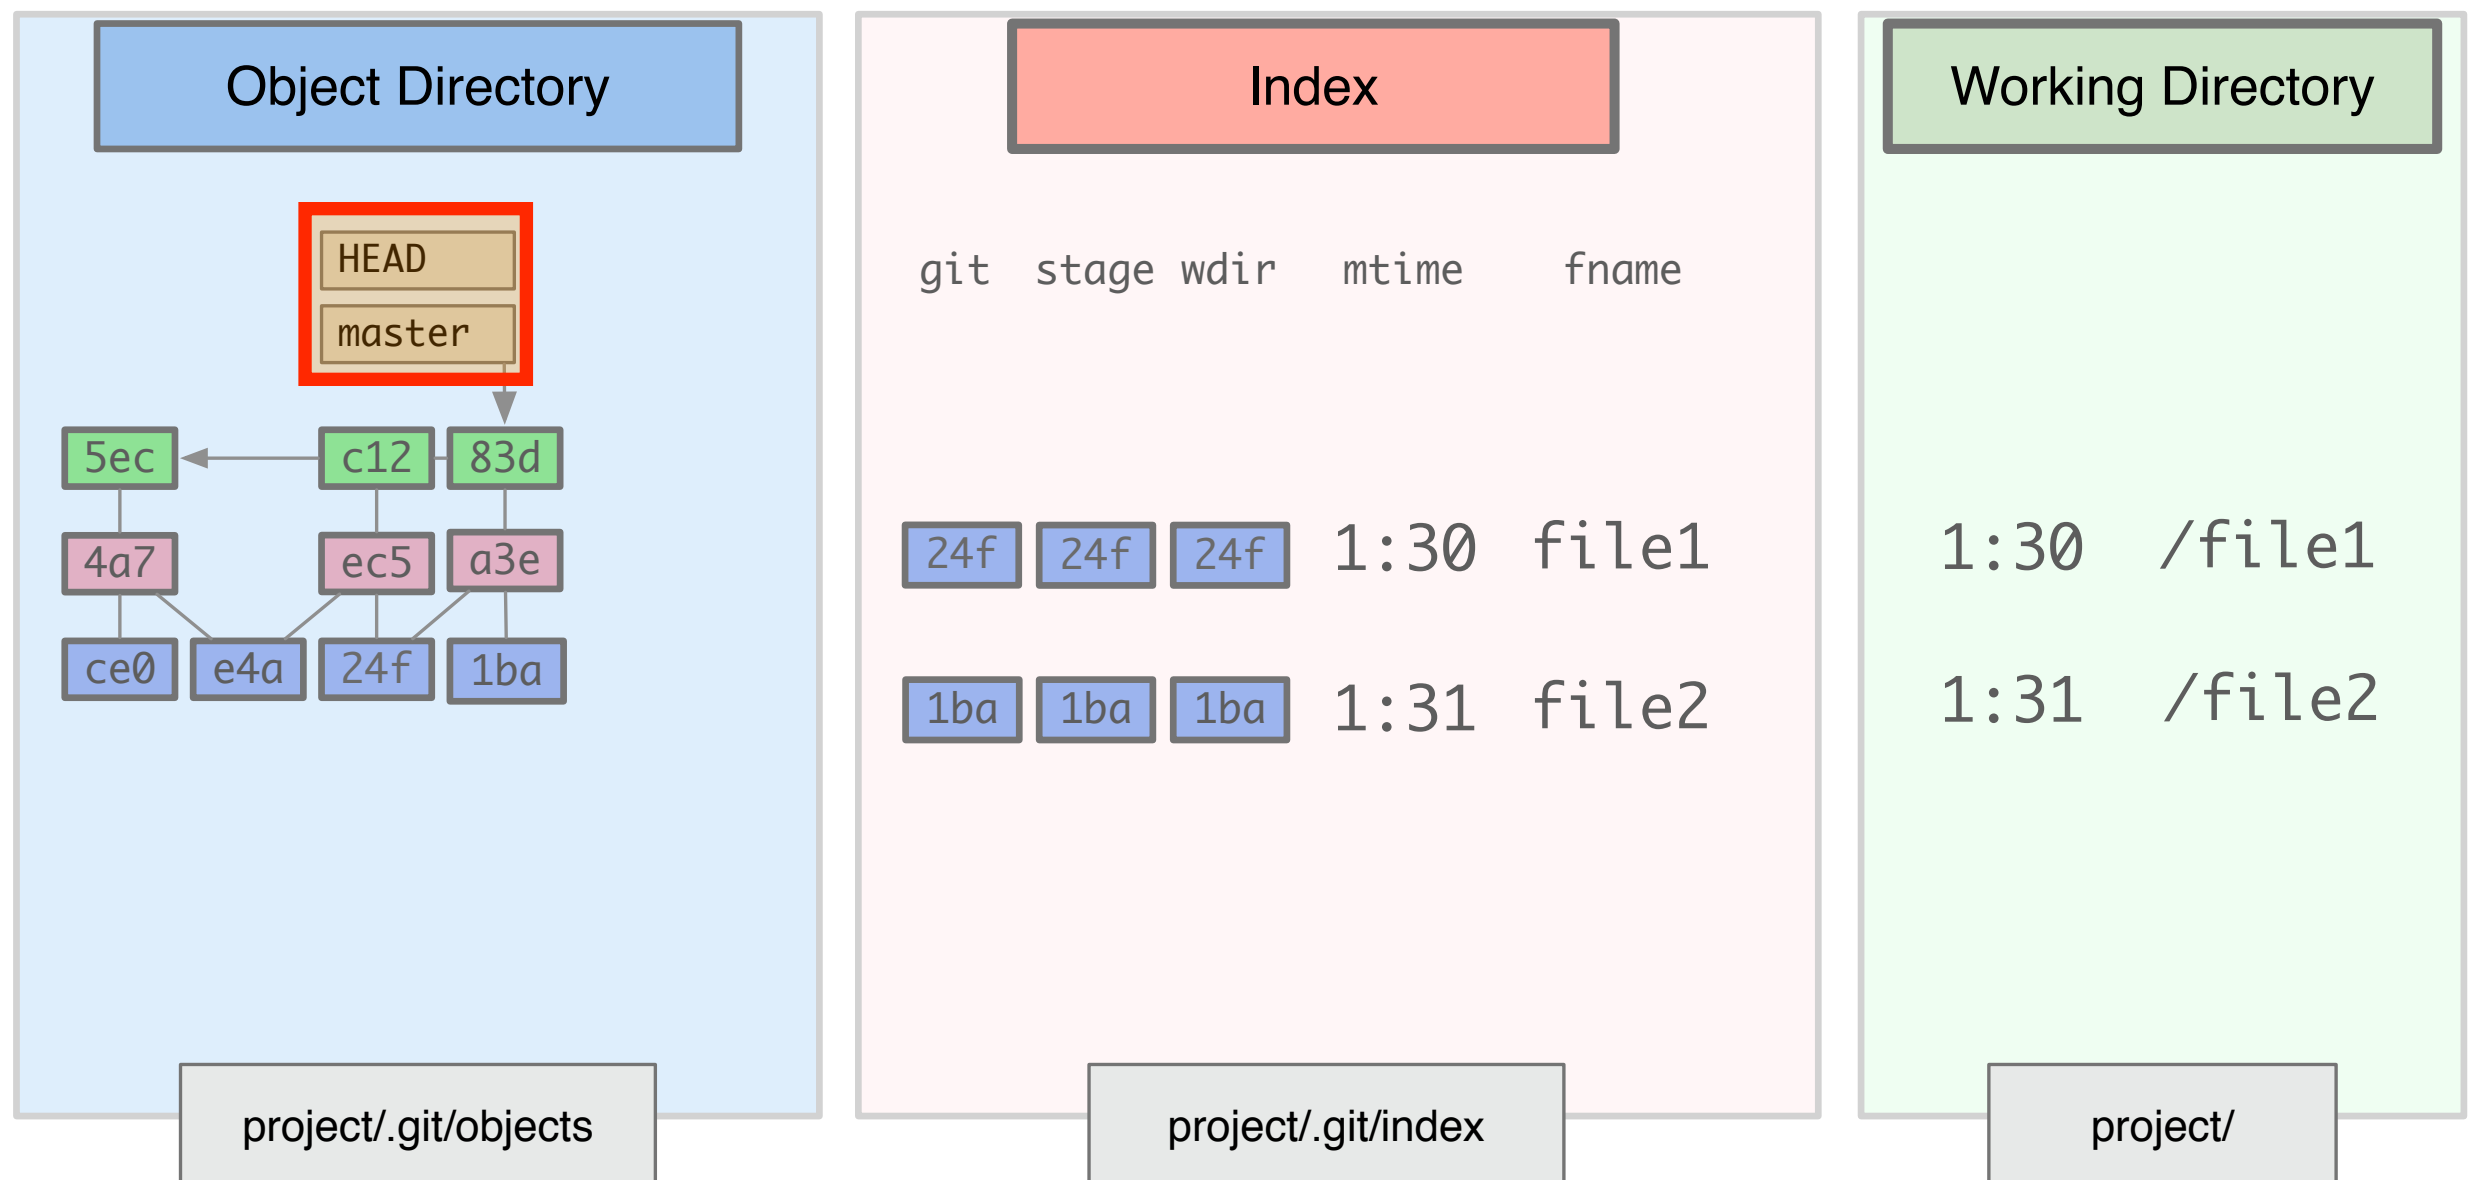 Object Directory
HEAD
master
5ec c12 83d
4a7 ec5 a3e
ce0 e4a 24f 1ba
project/.git/objects
Index
git stage wdir mtime fname
24f 24f 24f 1:30 file1
1ba 1ba 1ba 1:31 file2
project/.git/index
Working Directory
1:30 /file1
1:31 /file2
project/